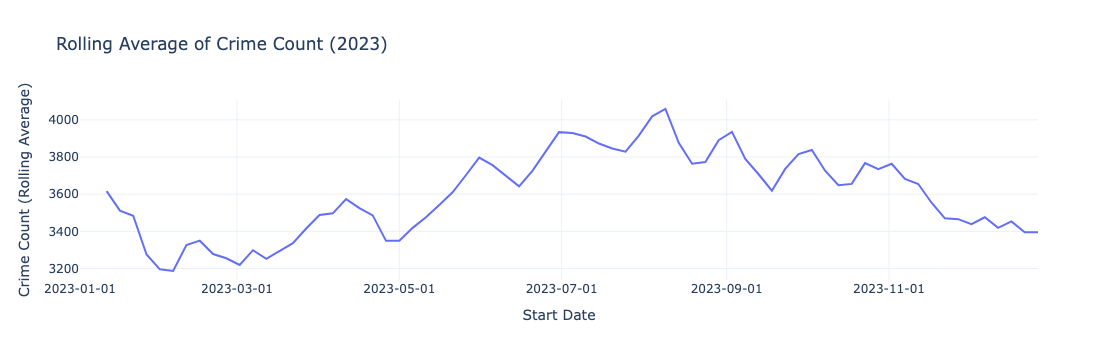 Rolling Average of Crime Count (2023)
Crime Count (Rolling Average)
4000
3800
3600
3400
3200
2023-01-01 2023-03-01 2023-05-01 2023-07-01 2023-09-01 2023-11-01
Start Date